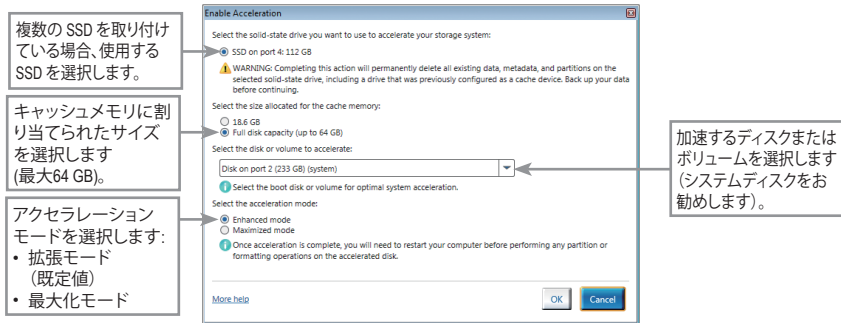 複数の SSD を取り付け
ている場合、使用する
SSD を選択します。
キャッシュメモリに割
り当てられたサイズ
を選択します
(最大64 GB)。
アクセラレーション
モードを選択します:
• 拡張モード
（既定値）
• 最大化モード
Enable Acceleration
Select the solid-state drive you want to use to accelerate your storage system:
SSD on port 4: 112 GB
WARNING: Completing this action will permanently delete all existing data, metadata, and partitions on the
selected solid-state drive, including a drive that was previously configured as a cache device. Back up your data
before continuing.
Select the size allocated for the cache memory:
18.6 GB
Full disk capacity (up to 64 GB)
Select the disk or volume to accelerate:
Disk on port 2 (233 GB) (system)
Select the boot disk or volume for optimal system acceleration.
Select the acceleration mode:
Enhanced mode
Maximized mode
Once acceleration is complete, you will need to restart your computer before performing any partition or
formatting operations on the accelerated disk.
More help
OK
Cancel
加速するディスクまたは
ボリュームを選択します
（システムディスクをお
勧めします）。